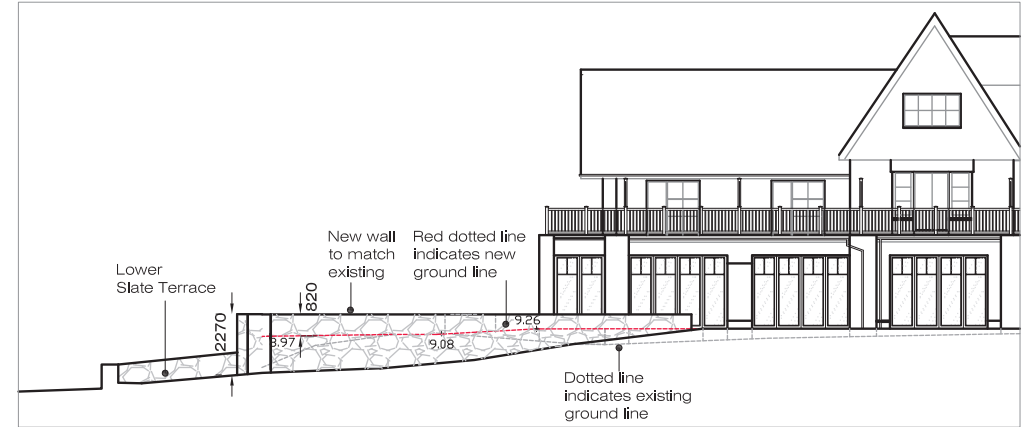 New wall
to match
existing
Red dotted line
indicates new
ground line
Lower
Slate Terrace
820
2270
8.97
9.08
9.26
Dotted line
indicates existing
ground line